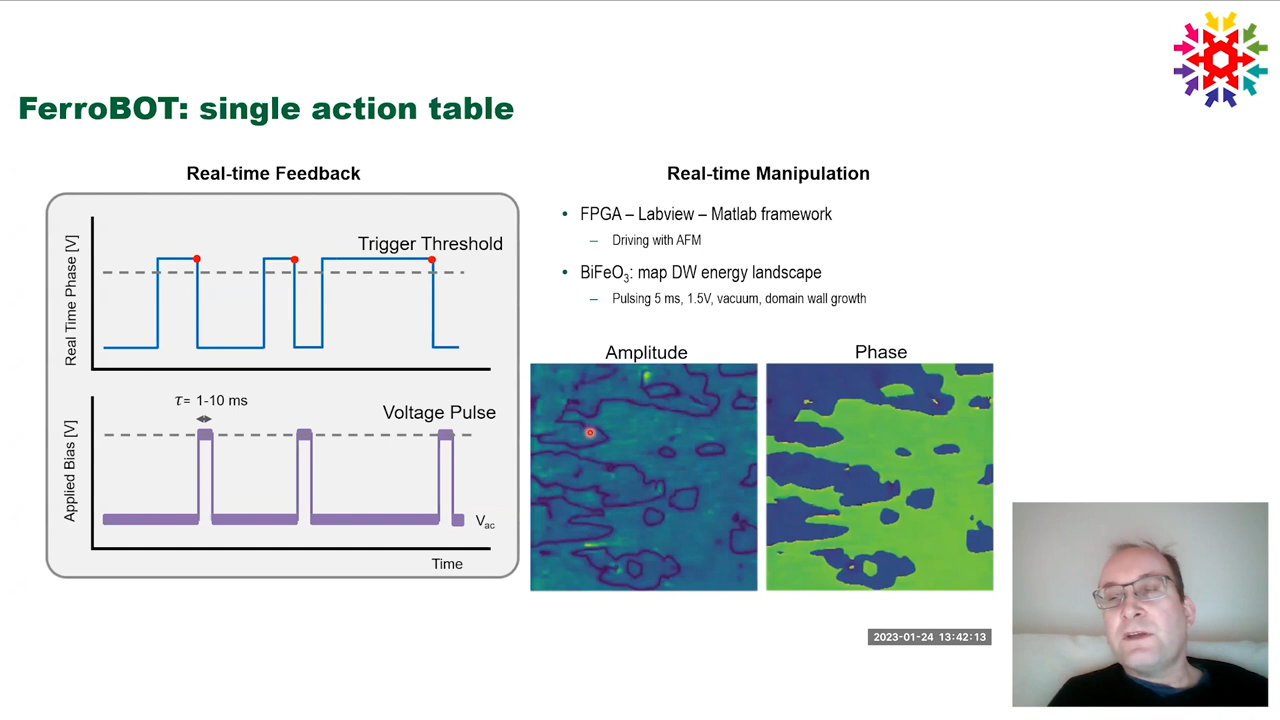 FerroBOT: single action table
Real-time Feedback
Real Time Phase [V]
Trigger Threshold
τ= 1-10 ms
Voltage Pulse
Applied Bias [V]
Vac
Time
Real-time Manipulation
• FPGA – Labview – Matlab framework
– Driving with AFM
• BiFeO3: map DW energy landscape
– Pulsing 5 ms, 1.5V, vacuum, domain wall growth
Amplitude
Phase
2023-01-24 13:42:13